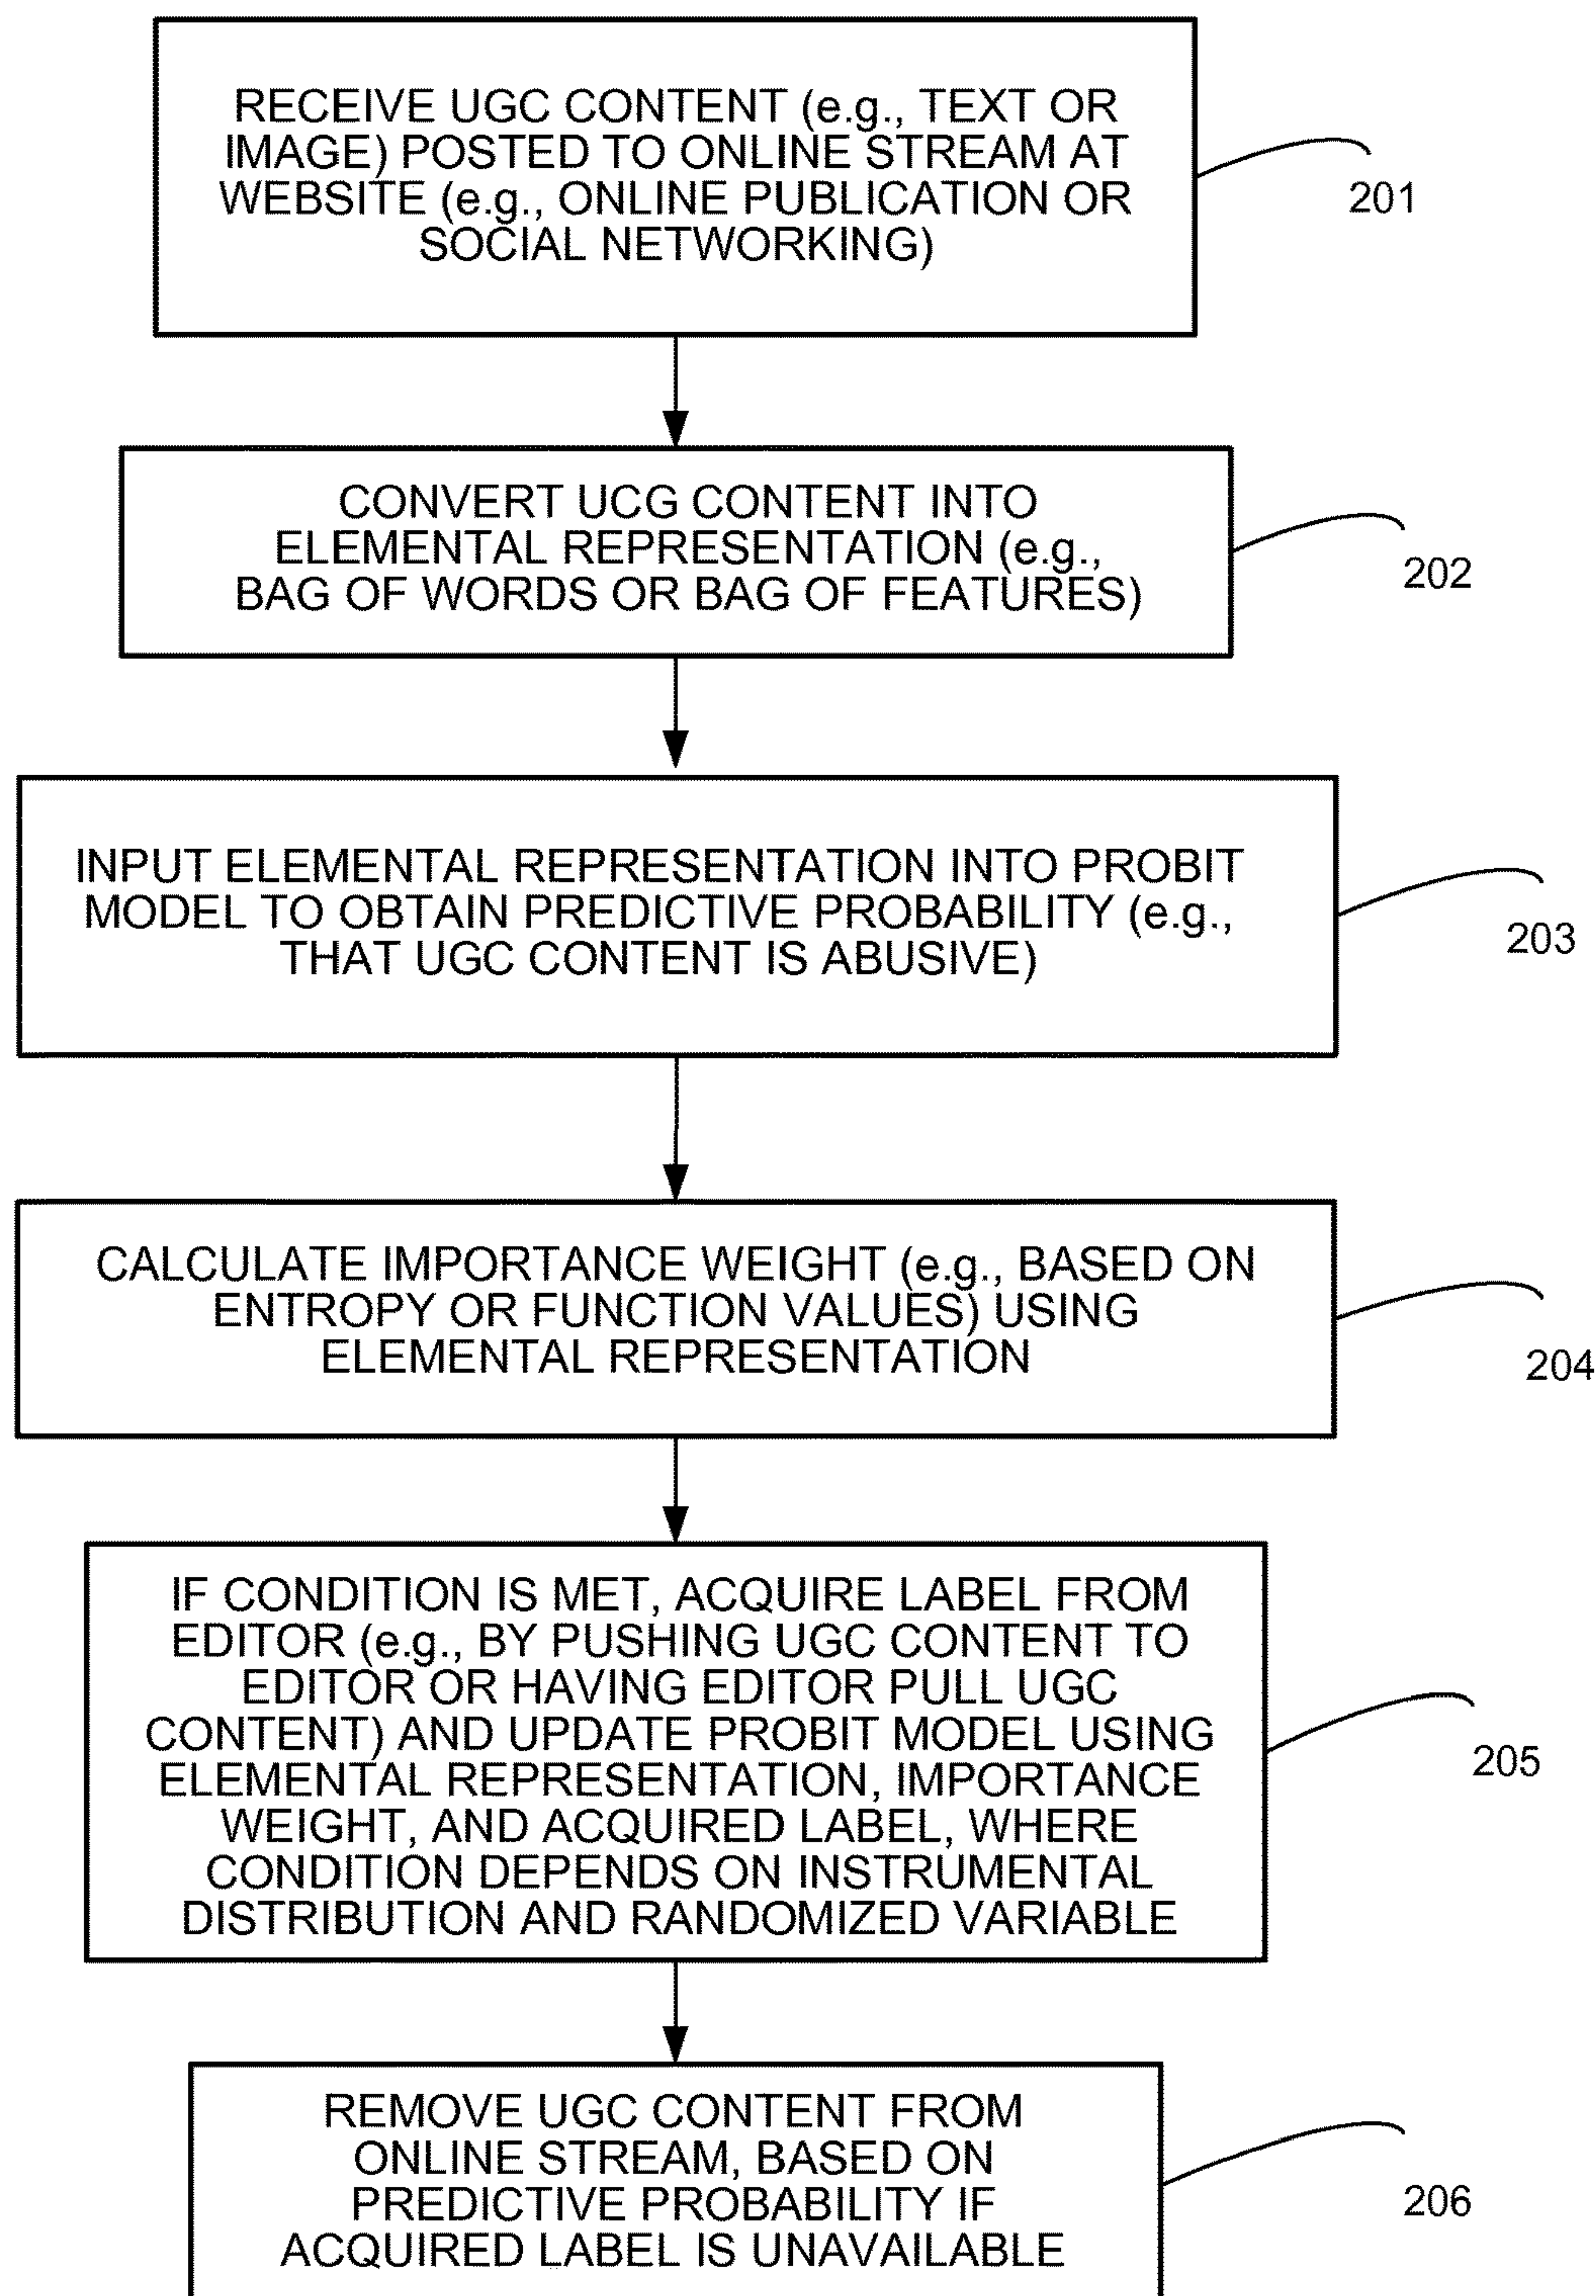 RECEIVE UGC CONTENT (e.g., TEXT OR
IMAGE) POSTED TO ONLINE STREAM AT
WEBSITE (e.g., ONLINE PUBLICATION OR
SOCIAL NETWORKING)
201
CONVERT UCG CONTENT INTO
ELEMENTAL REPRESENTATION (e.g.,
BAG OF WORDS OR BAG OF FEATURES)
202
INPUT ELEMENTAL REPRESENTATION INTO PROBIT
MODEL TO OBTAIN PREDICTIVE PROBABILITY (e.g.,
THAT UGC CONTENT IS ABUSIVE)
203
CALCULATE IMPORTANCE WEIGHT (e.g., BASED ON
ENTROPY OR FUNCTION VALUES) USING
ELEMENTAL REPRESENTATION
204
IF CONDITION IS MET, ACQUIRE LABEL FROM
EDITOR (e.g., BY PUSHING UGC CONTENT TO
EDITOR OR HAVING EDITOR PULL UGC
CONTENT) AND UPDATE PROBIT MODEL USING
ELEMENTAL REPRESENTATION, IMPORTANCE
WEIGHT, AND ACQUIRED LABEL, WHERE
CONDITION DEPENDS ON INSTRUMENTAL
DISTRIBUTION AND RANDOMIZED VARIABLE
205
REMOVE UGC CONTENT FROM
ONLINE STREAM, BASED ON
PREDICTIVE PROBABILITY IF
ACQUIRED LABEL IS UNAVAILABLE
206